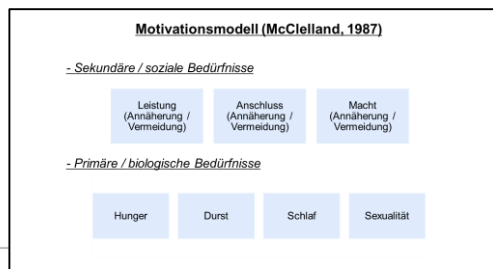 Motivationsmodell (McClelland, 1987)
- Sekundäre / soziale Bedürfnisse
Leistung
(Annäherung /
Vermeidung)
Anschluss
(Annäherung /
Vermeidung)
Macht
(Annäherung /
Vermeidung)
- Primäre / biologische Bedürfnisse
Hunger
Durst
Schlaf
Sexualität